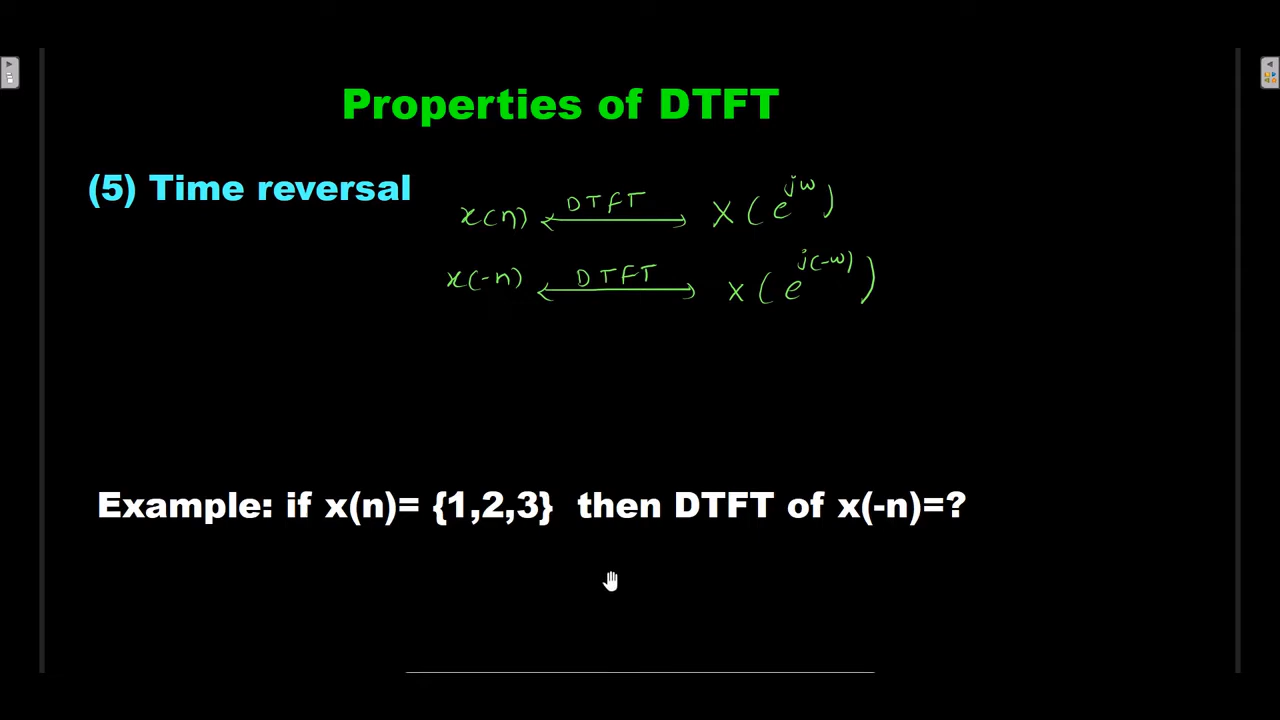 Properties of DTFT
(5) Time reversal
x(n) ⟷ DTFT X(e^{jω})
x(-n) ⟷ DTFT X(e^{j(-ω)})
Example: if x(n)= {1,2,3} then DTFT of x(-n)=?